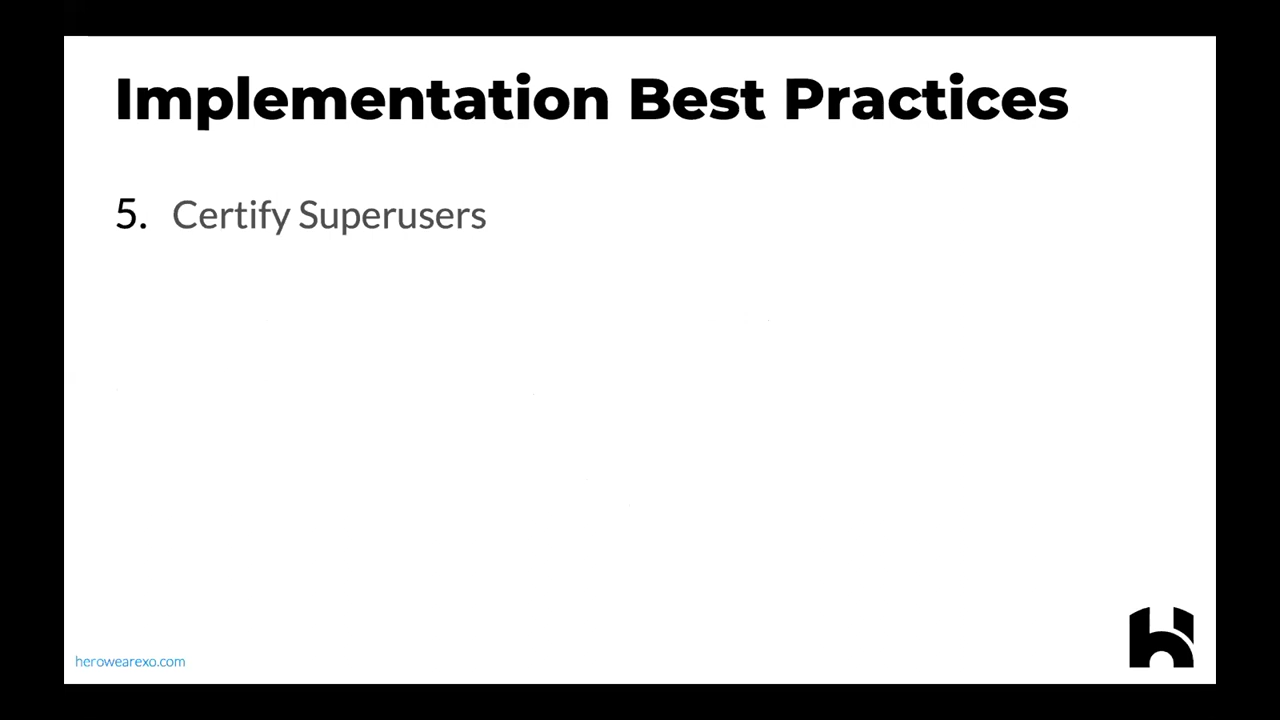 Implementation Best Practices
5. Certify Superusers
herowearexo.com